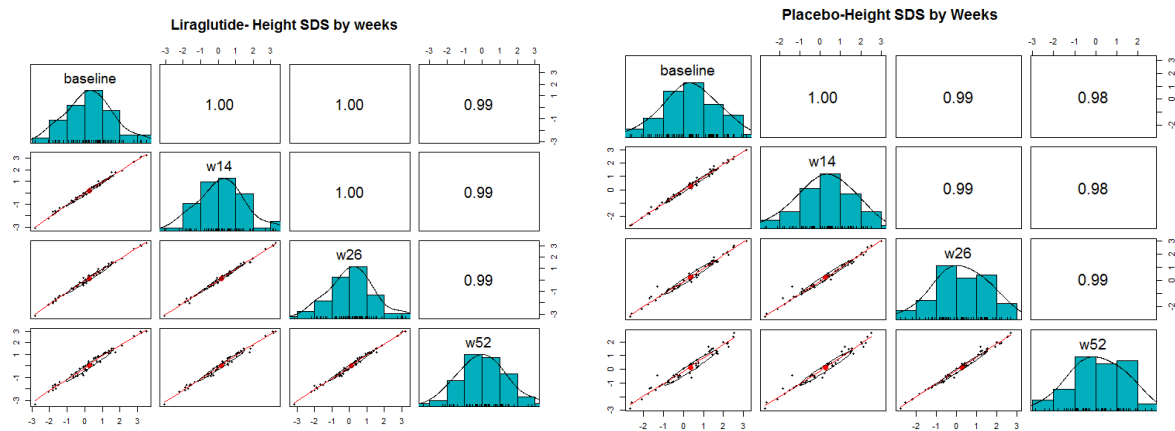 Liraglutide- Height SDS by weeks
-3 -2 -1 0 1 2 3
-3 -2 -1 0 1 2 3
baseline
1.00
1.00
0.99
-3 -1 1 2 3
-3 -1 1 2 3
w14
1.00
0.99
w26
0.99
-3 -1 1 2 3
-3 -1 1 3
w52
-3 -2 -1 0 1 2 3
-3 -2 -1 0 1 2 3
Placebo-Height SDS by Weeks
-3 -2 -1 0 1 2 3
-3 -2 -1 0 1 2
baseline
1.00
0.99
0.98
-2 0 1 2 3
-2 0 1 2 3
w14
0.99
0.98
w26
0.99
-2 0 1 2 3
-3 -1 0 1 2
w52
-2 -1 0 1 2 3
-3 -2 -1 0 1 2 3